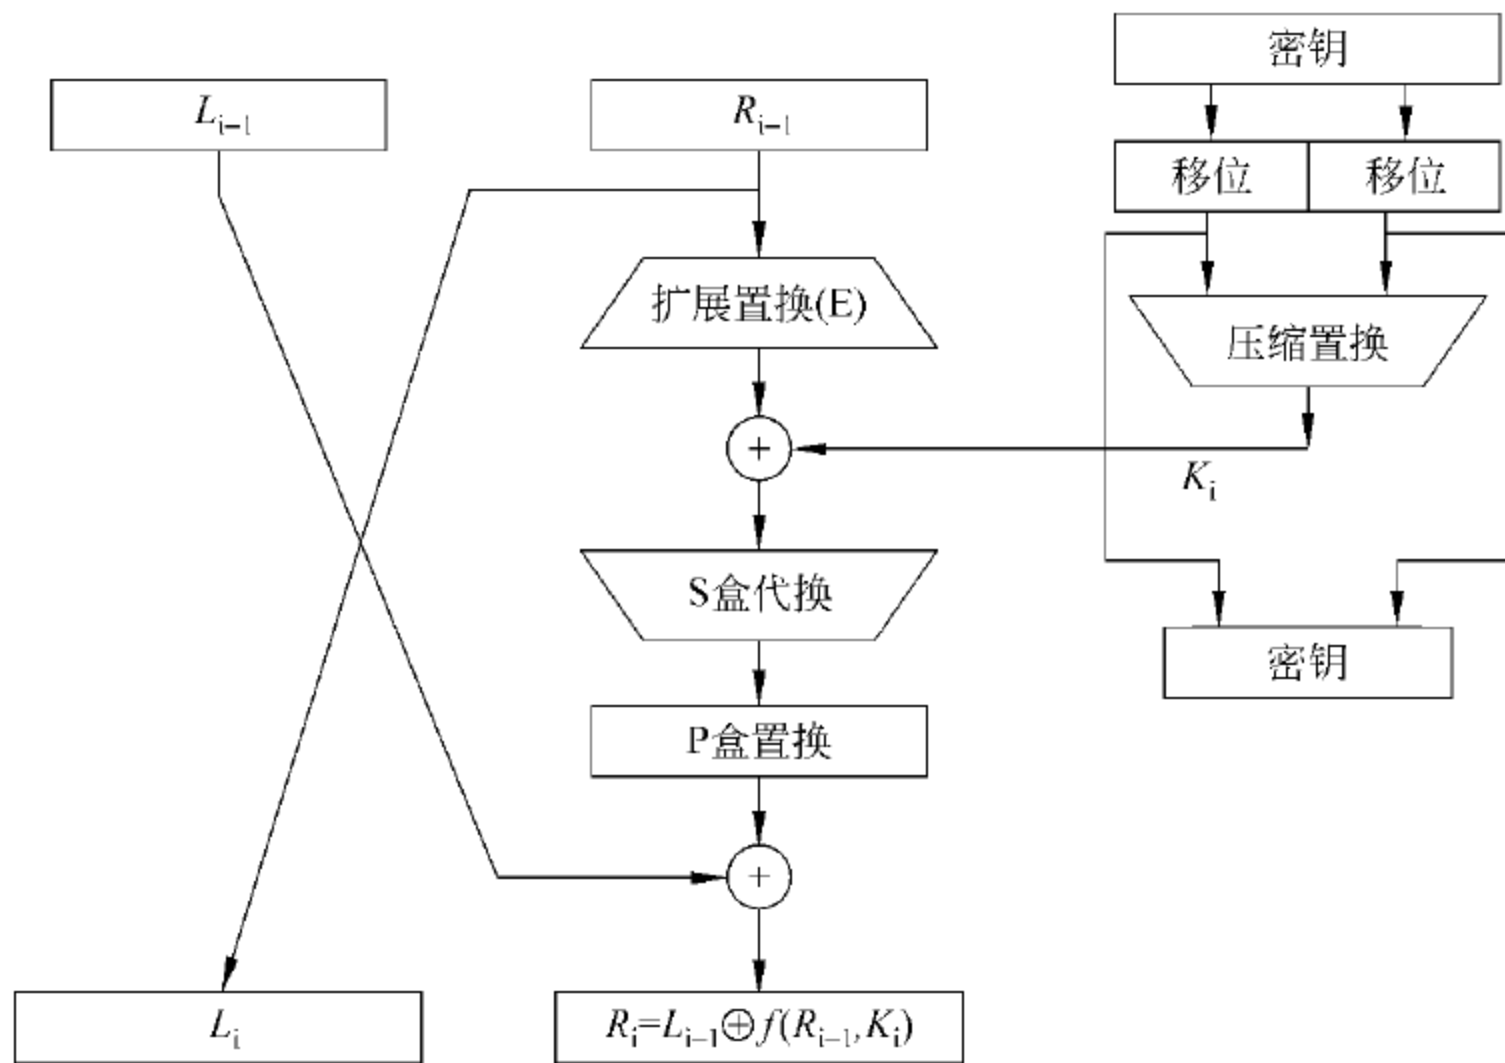 密钥
L_{i-1}
R_{i-1}
移位 移位
扩展置换(E)
压缩置换
+
K_i
S盒代换
密钥
P盒置换
+
L_i
R_i=L_{i-1}⊕f(R_{i-1},K_i)